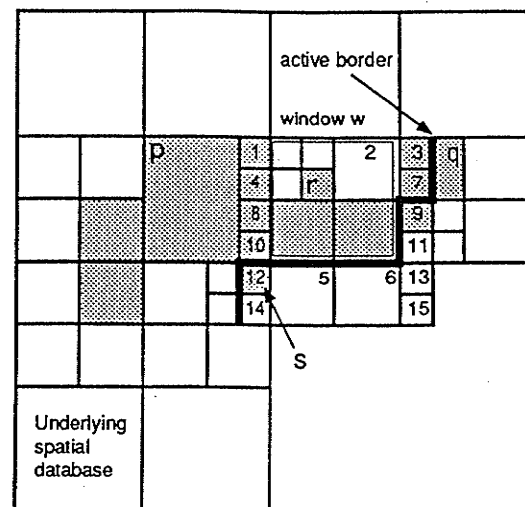 active border
window w
p
1
2
3
q
4
r
7
8
9
10
11
12
5
6
13
14
15
S
Underlying
spatial
database